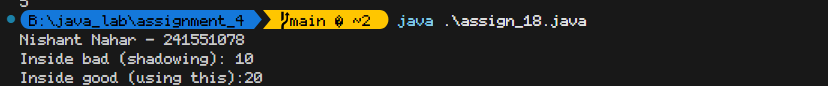 5
B:\java_lab\assignment_4 main � ~2 java .\assign_18.java
Nishant Nahar - 241551078
Inside bad (shadowing): 10
Inside good (using this):20